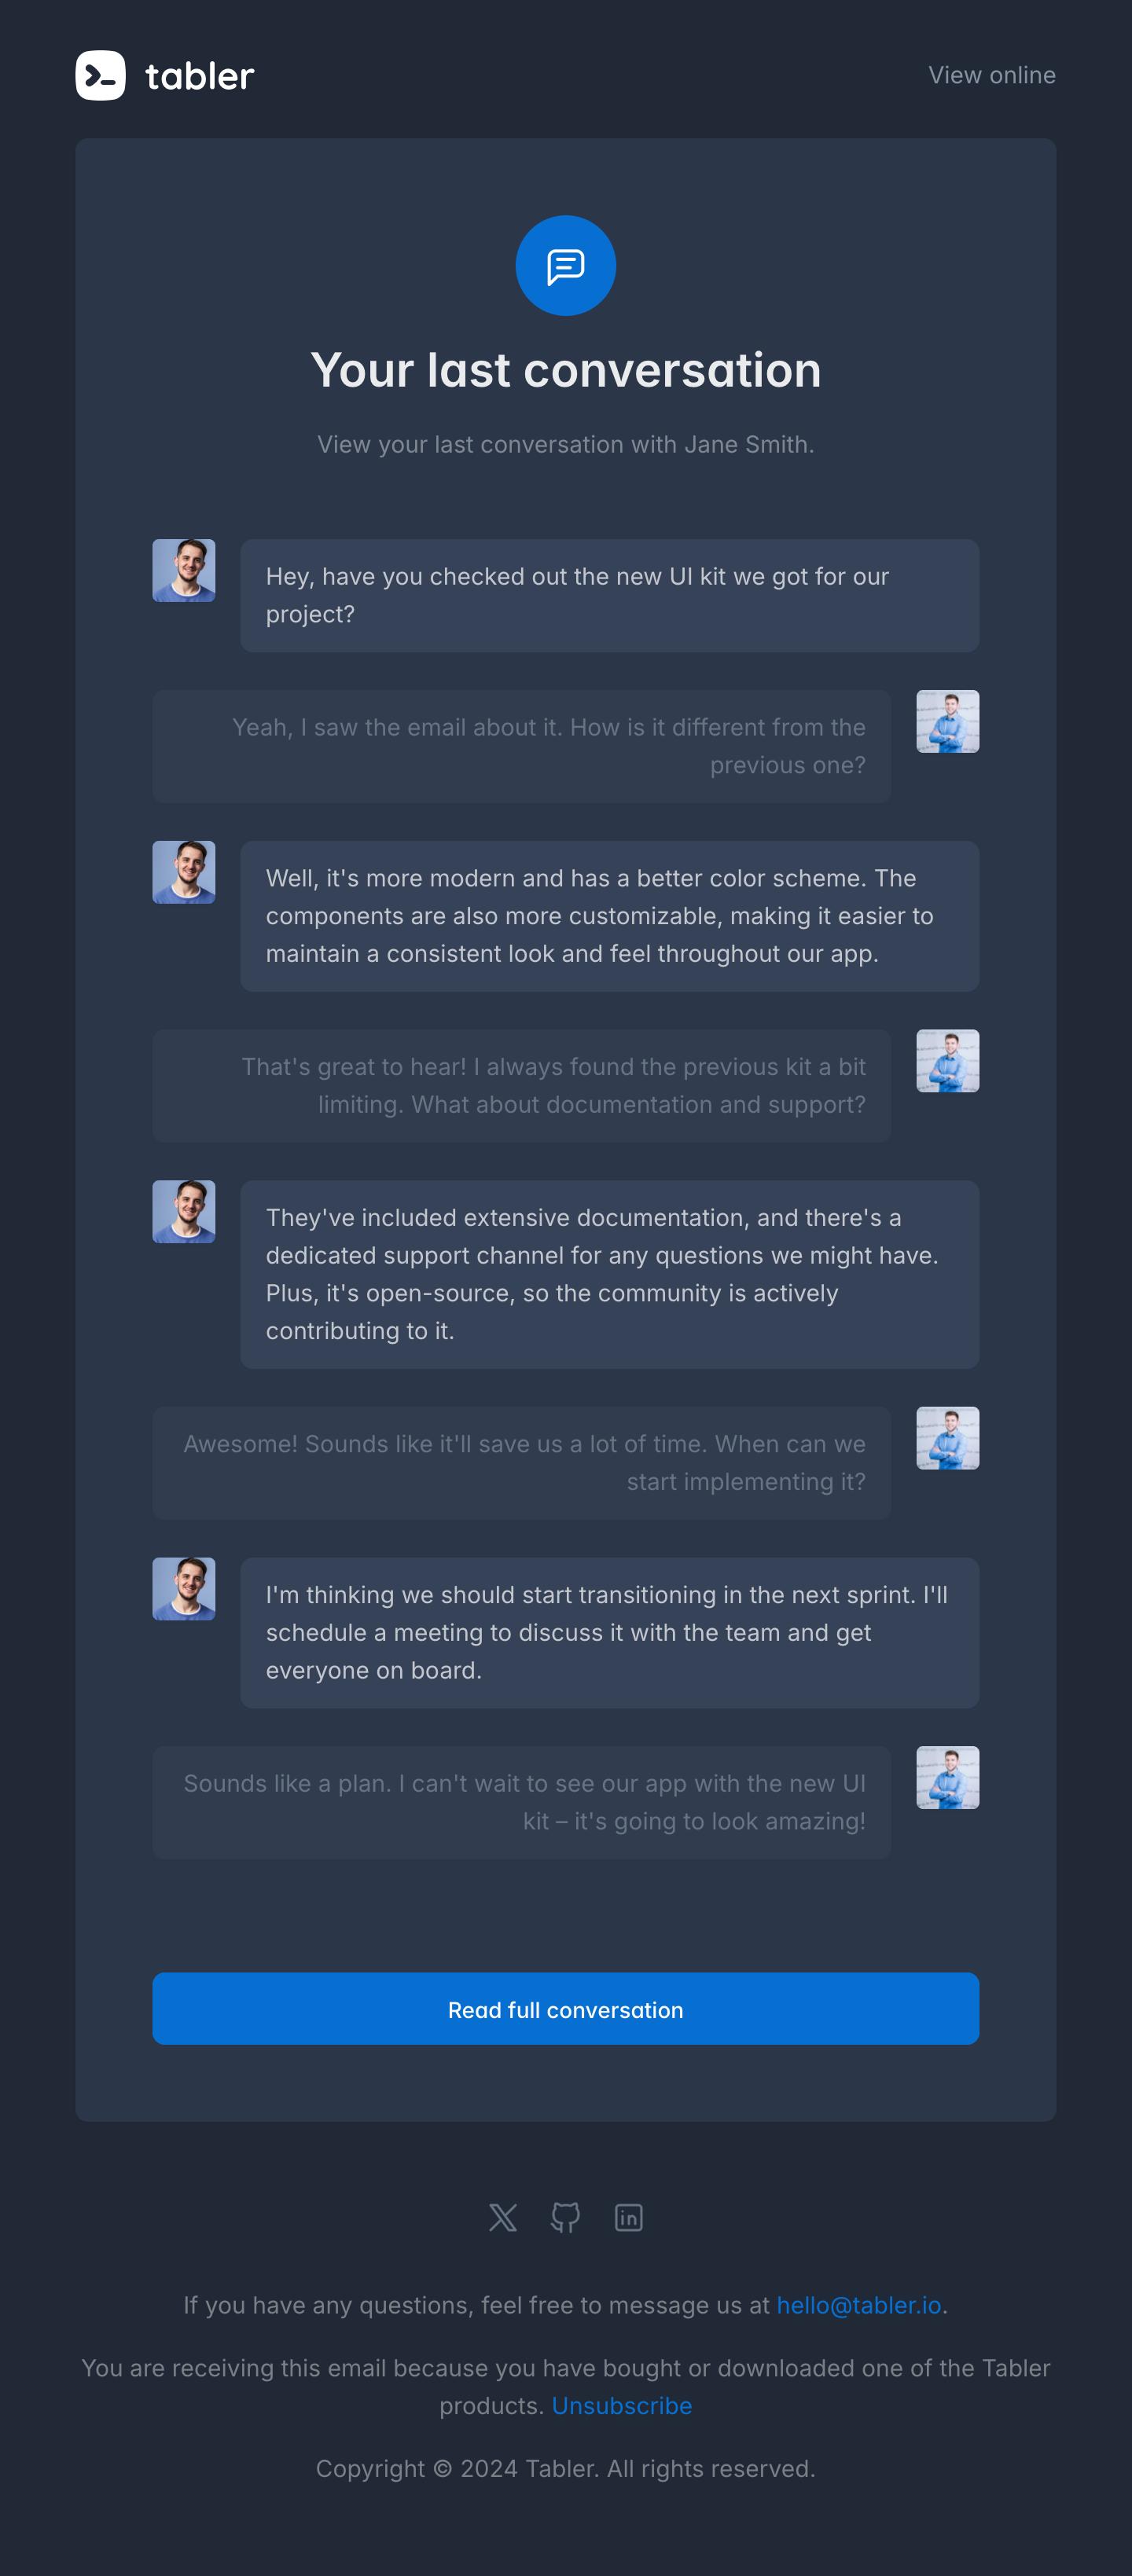 tabler
View online
Your last conversation
View your last conversation with Jane Smith.
Hey, have you checked out the new UI kit we got for our
project?
Yeah, I saw the email about it. How is it different from the
previous one?
Well, it's more modern and has a better color scheme. The
components are also more customizable, making it easier to
maintain a consistent look and feel throughout our app.
That's great to hear! I always found the previous kit a bit
limiting. What about documentation and support?
They've included extensive documentation, and there's a
dedicated support channel for any questions we might have.
Plus, it's open-source, so the community is actively
contributing to it.
Awesome! Sounds like it'll save us a lot of time. When can we
start implementing it?
I'm thinking we should start transitioning in the next sprint. I'll
schedule a meeting to discuss it with the team and get
everyone on board.
Sounds like a plan. I can't wait to see our app with the new UI
kit – it's going to look amazing!
Read full conversation
If you have any questions, feel free to message us at hello@tabler.io.
You are receiving this email because you have bought or downloaded one of the Tabler
products. Unsubscribe
Copyright © 2024 Tabler. All rights reserved.